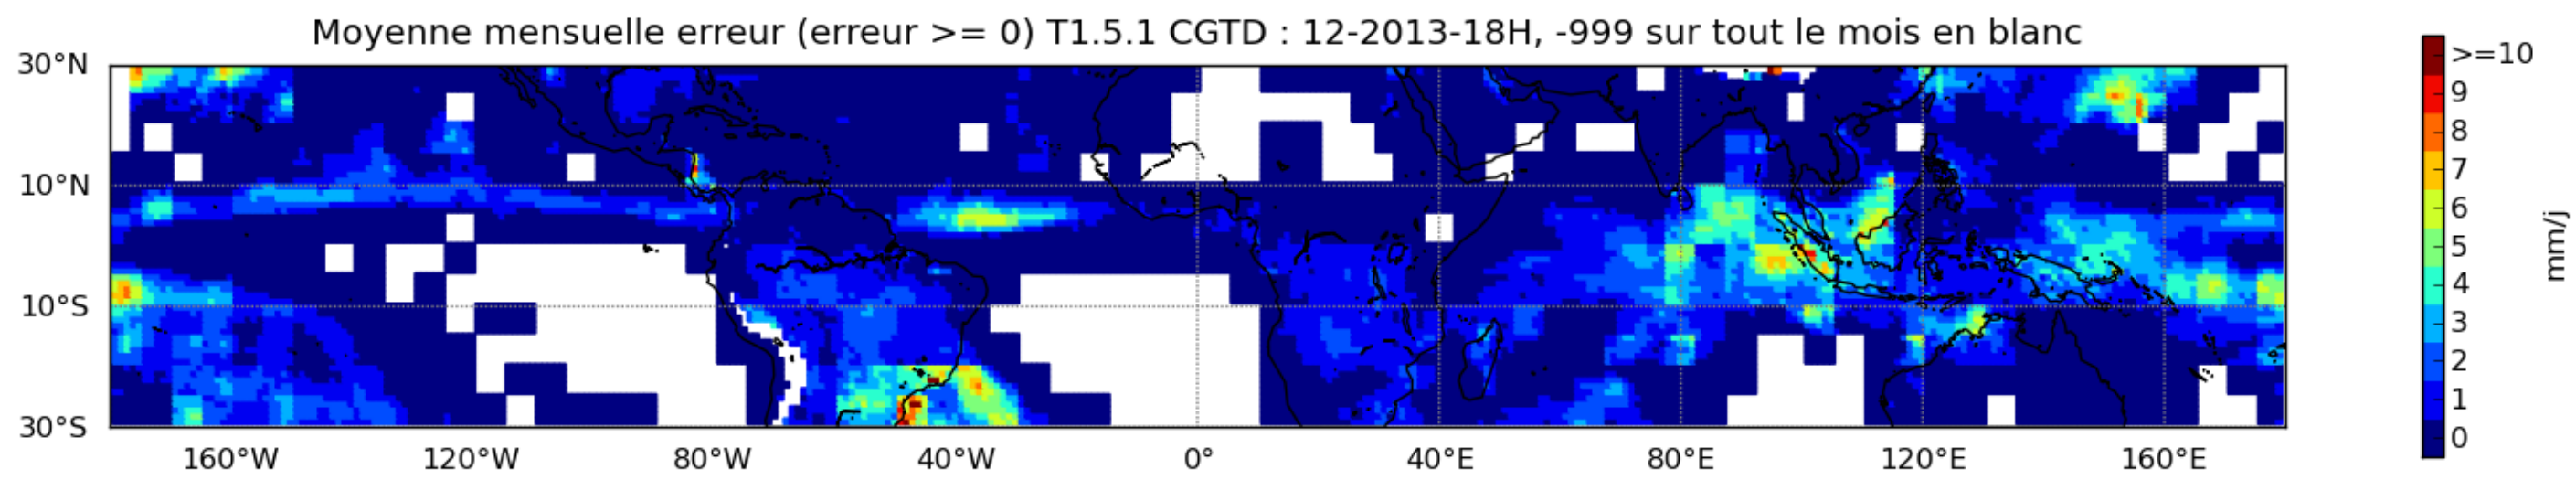 Moyenne mensuelle erreur (erreur >= 0) T1.5.1 CGTD : 12-2013-18H, -999 sur tout le mois en blanc
30°N
10°N
10°S
30°S
160°W 120°W 80°W 40°W 0° 40°E 80°E 120°E 160°E
>=10
9
8
7
6
5
4
3
2
1
0
mm/j